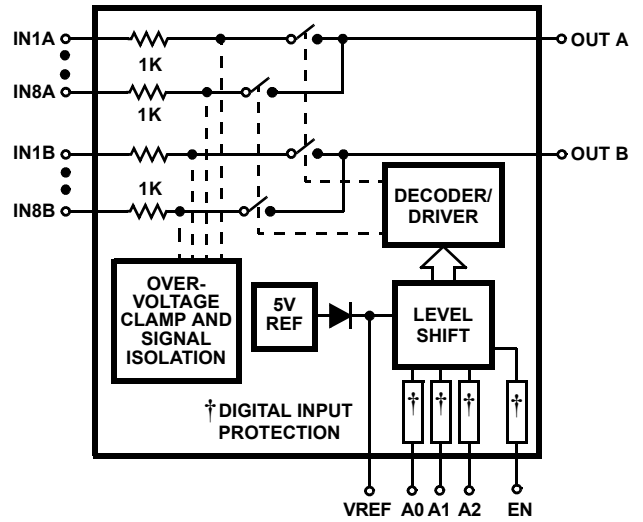 IN1A
OUT A
1K
IN8A
1K
IN1B
OUT B
1K
IN8B
DECODER/
DRIVER
OVER-
VOLTAGE
CLAMP AND
SIGNAL
ISOLATION
5V
REF
LEVEL
SHIFT
† † † †
†DIGITAL INPUT
PROTECTION
VREF A0 A1 A2 EN